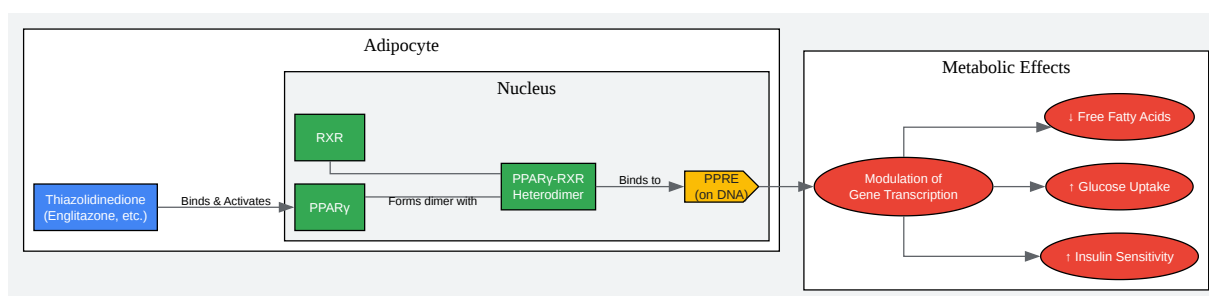 Adipocyte
Nucleus
Metabolic Effects
RXR
Thiazolidinedione
(Englitazone, etc.)
Binds & Activates
PPARγ
Forms dimer with
PPARγ-RXR
Heterodimer
Binds to
PPRE
(on DNA)
Modulation of
Gene Transcription
↓ Free Fatty Acids
↑ Glucose Uptake
↑ Insulin Sensitivity